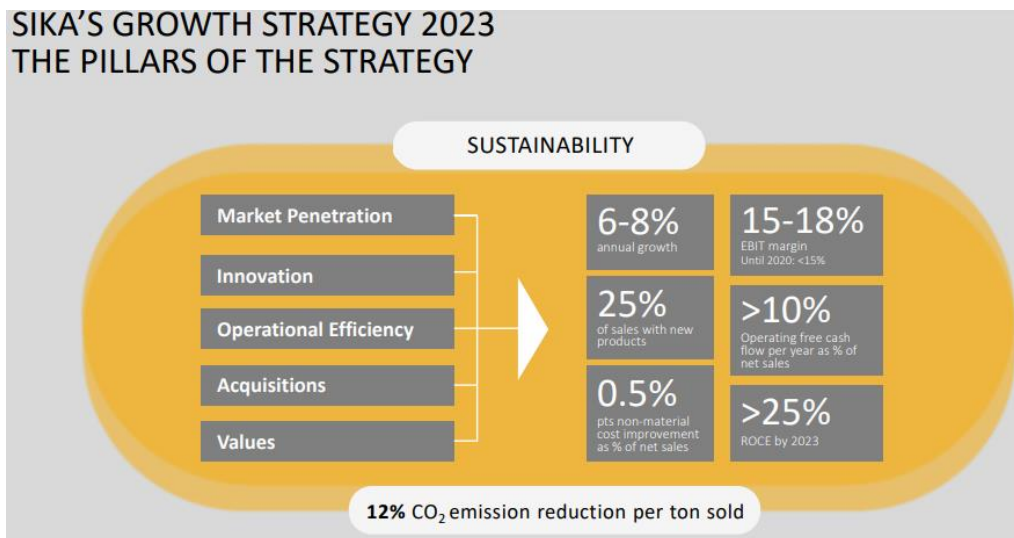 SIKA'S GROWTH STRATEGY 2023
THE PILLARS OF THE STRATEGY
SUSTAINABILITY
Market Penetration
Innovation
Operational Efficiency
Acquisitions
Values
6-8%
annual growth
15-18%
EBIT margin
Until 2020: <15%
25%
of sales with new
products
>10%
Operating free cash
flow per year as % of
net sales
0.5%
pts non-material
cost improvement
as % of net sales
>25%
ROCE by 2023
12% CO₂ emission reduction per ton sold